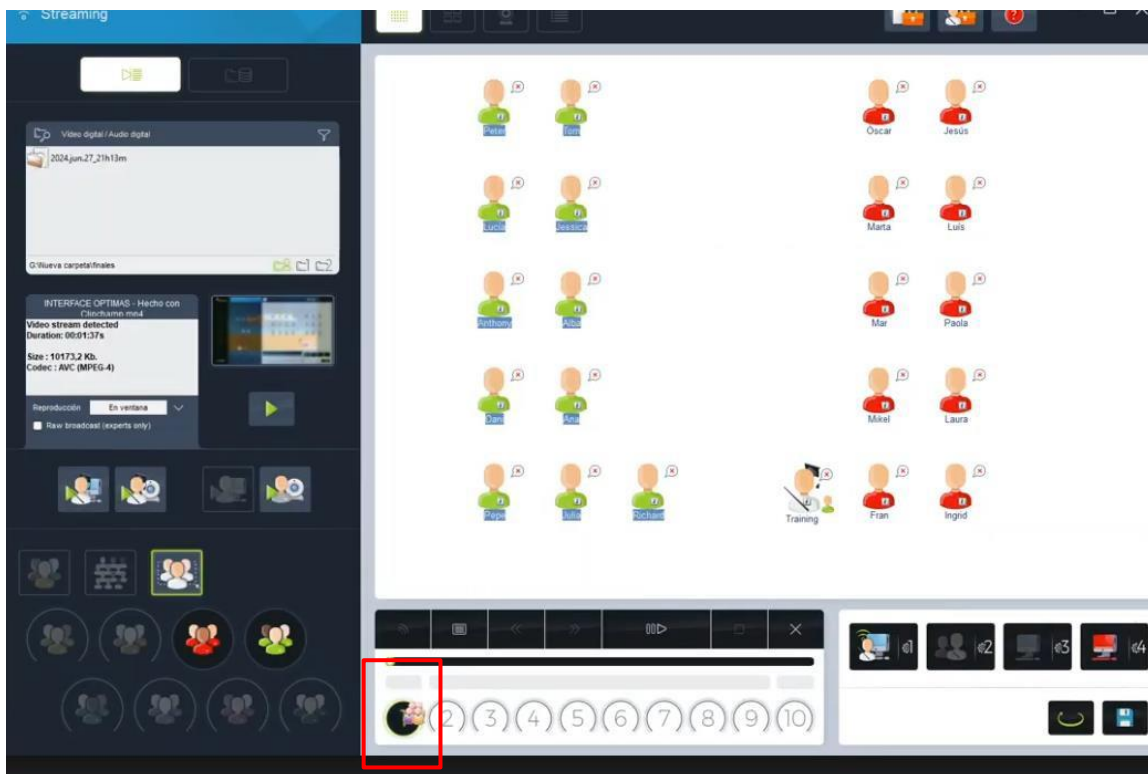 Streaming
Vídeo digital / Audio digital
2024.jun.27_21h13m
G:\Nueva carpeta\finales
INTERFACE OPTIMAS - Hecho con
Clipchamp.mp4
Video stream detected
Duration: 00:01:37s
Size : 10173,2 Kb.
Codec : AVC (MPEG-4)
Reproducción En ventana
Raw broadcast (experts only)
Peter Tom Oscar Jesús
Lucía Jessica Marta Luis
Anthony Alba Mar Paola
Dani Ana Mikel Laura
Pepe Julia Richard Training Fran Ingrid
1 2 3 4
2 3 4 5 6 7 8 9 10